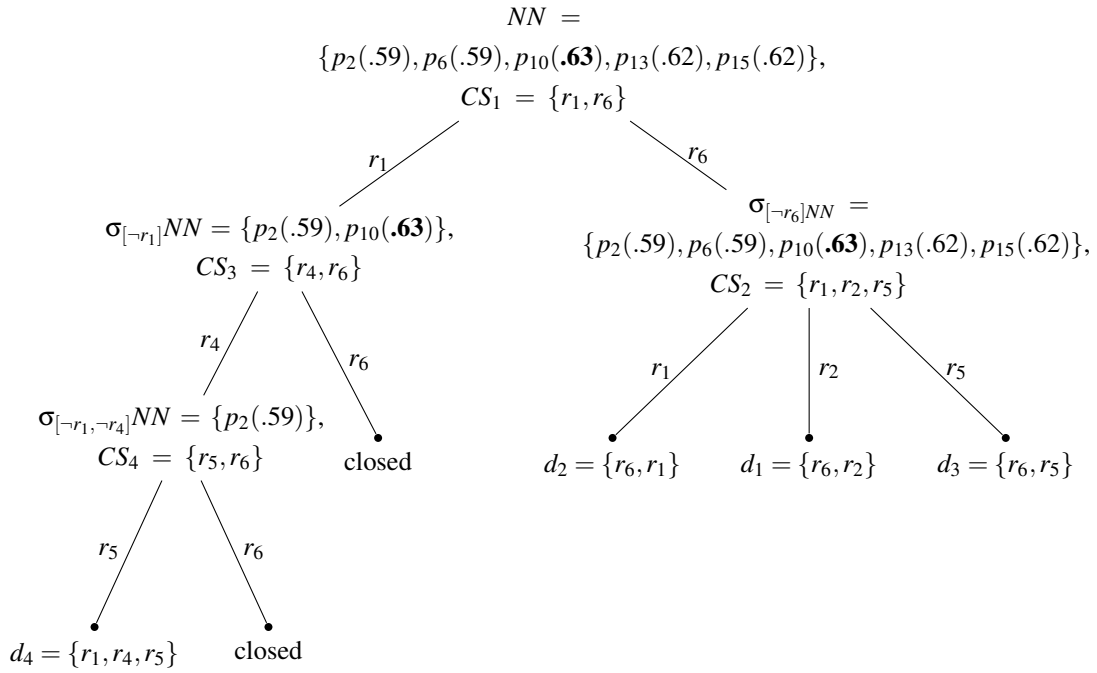 NN =
{p₂(.59), p₆(.59), p₁₀(.63), p₁₃(.62), p₁₅(.62)},
CS₁ = {r₁, r₆}
r₁
r₆
σ[¬r₁]NN = {p₂(.59), p₁₀(.63)},
CS₃ = {r₄, r₆}
σ[¬r₆]NN =
{p₂(.59), p₆(.59), p₁₀(.63), p₁₃(.62), p₁₅(.62)},
CS₂ = {r₁, r₂, r₅}
r₄
r₆
r₁
r₂
r₅
σ[¬r₁,¬r₄]NN = {p₂(.59)},
CS₄ = {r₅, r₆}
closed
d₂ = {r₆, r₁}
d₁ = {r₆, r₂}
d₃ = {r₆, r₅}
r₅
r₆
d₄ = {r₁, r₄, r₅}
closed